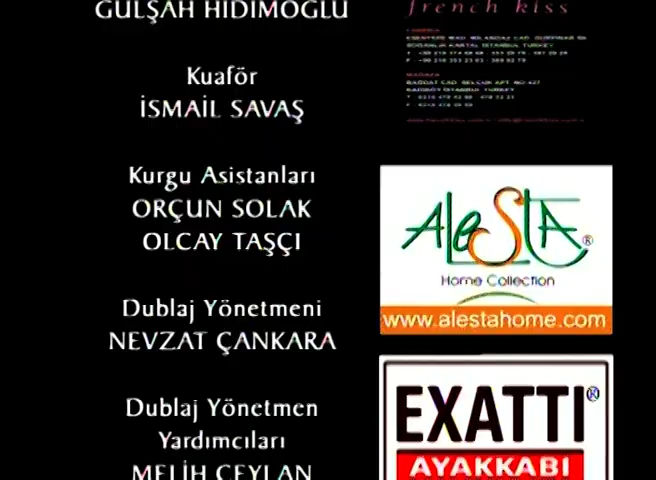 GÜLŞAH HIDIMOĞLU
Kuaför
İSMAİL SAVAŞ
Kurgu Asistanları
ORÇUN SOLAK
OLCAY TAŞÇI
Dublaj Yönetmeni
NEVZAT ÇANKARA
Dublaj Yönetmen
Yardımcıları
MELİH CEYLAN
french kiss
AleStA®
Home Collection
www.alestahome.com
EXATTI®
AYAKKABI